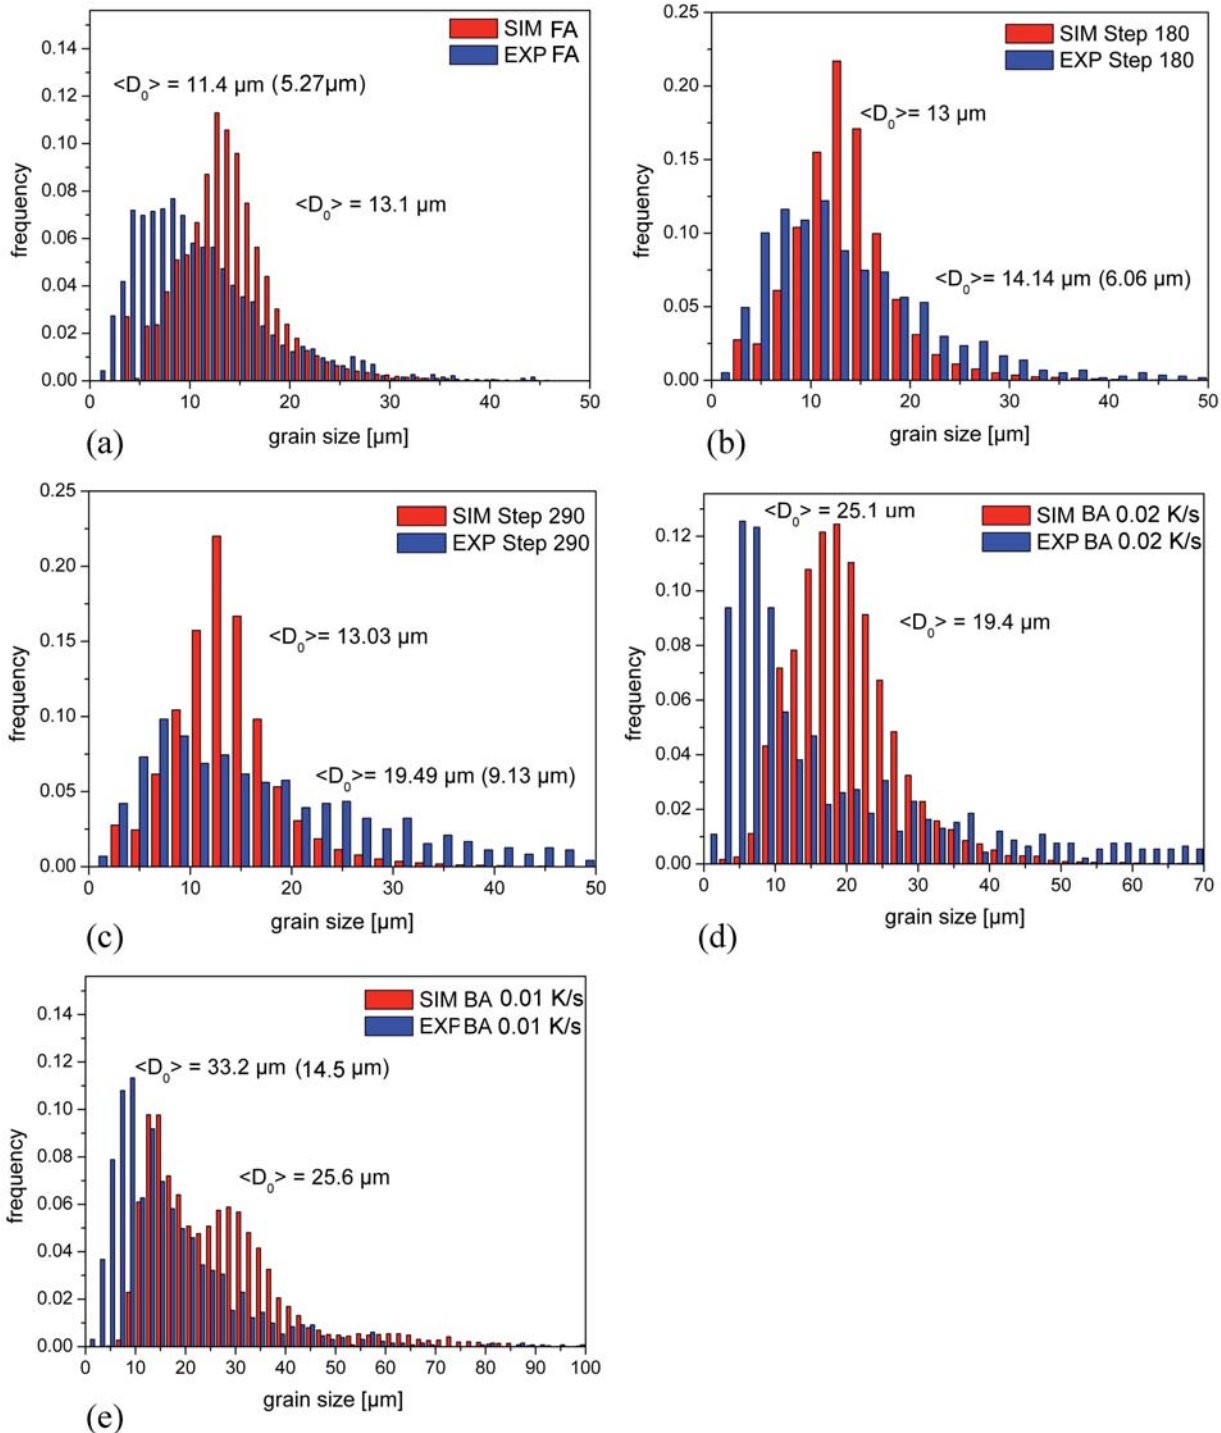 SIM FA
EXP FA
<D0> = 11.4 µm (5.27µm)
<D0> = 13.1 µm
frequency
0.14
0.12
0.10
0.08
0.06
0.04
0.02
0.00
0 10 20 30 40 50
grain size [µm]
(a)
SIM Step 180
EXP Step 180
<D0>= 13 µm
<D0>= 14.14 µm (6.06 µm)
frequency
0.25
0.20
0.15
0.10
0.05
0.00
0 10 20 30 40 50
grain size [µm]
(b)
SIM Step 290
EXP Step 290
<D0>= 13.03 µm
<D0>= 19.49 µm (9.13 µm)
frequency
0.25
0.20
0.15
0.10
0.05
0.00
0 10 20 30 40 50
grain size [µm]
(c)
<D0> = 25.1 um
SIM BA 0.02 K/s
EXP BA 0.02 K/s
<D0> = 19.4 µm
frequency
0.12
0.10
0.08
0.06
0.04
0.02
0.00
0 10 20 30 40 50 60 70
grain size [µm]
(d)
SIM BA 0.01 K/s
EXP BA 0.01 K/s
<D0> = 33.2 µm (14.5 µm)
<D0> = 25.6 µm
frequency
0.14
0.12
0.10
0.08
0.06
0.04
0.02
0.00
0 10 20 30 40 50 60 70 80 90 100
grain size [µm]
(e)